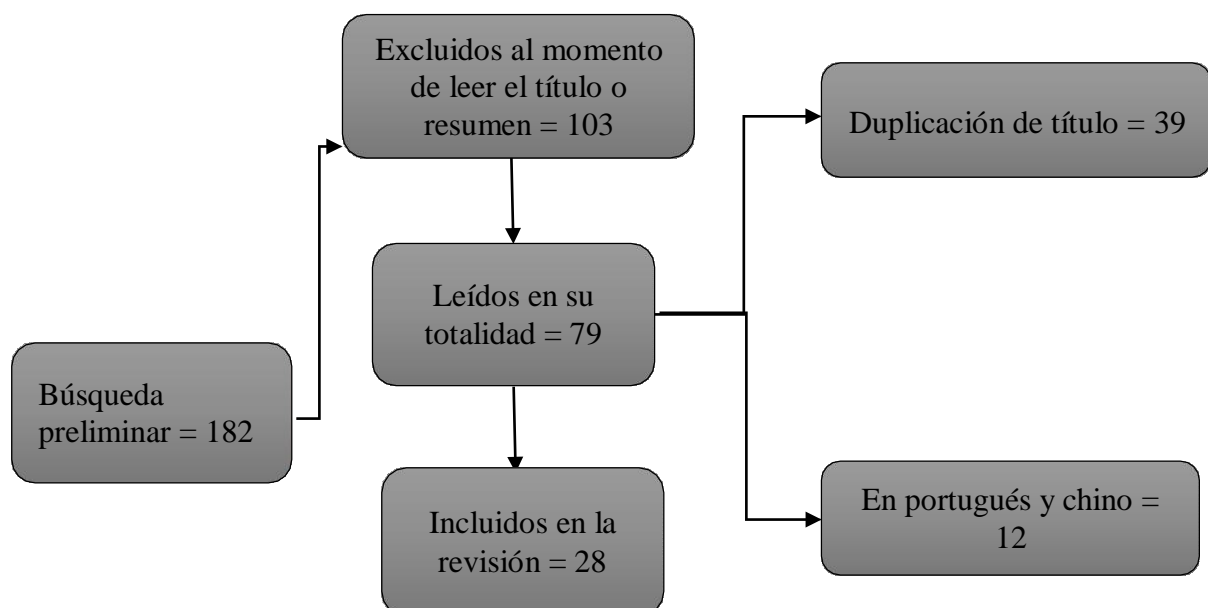 Excluidos al momento
de leer el título o
resumen = 103
Duplicación de título = 39
Leídos en su
totalidad = 79
Búsqueda
preliminar = 182
En portugués y chino =
12
Incluidos en la
revisión = 28